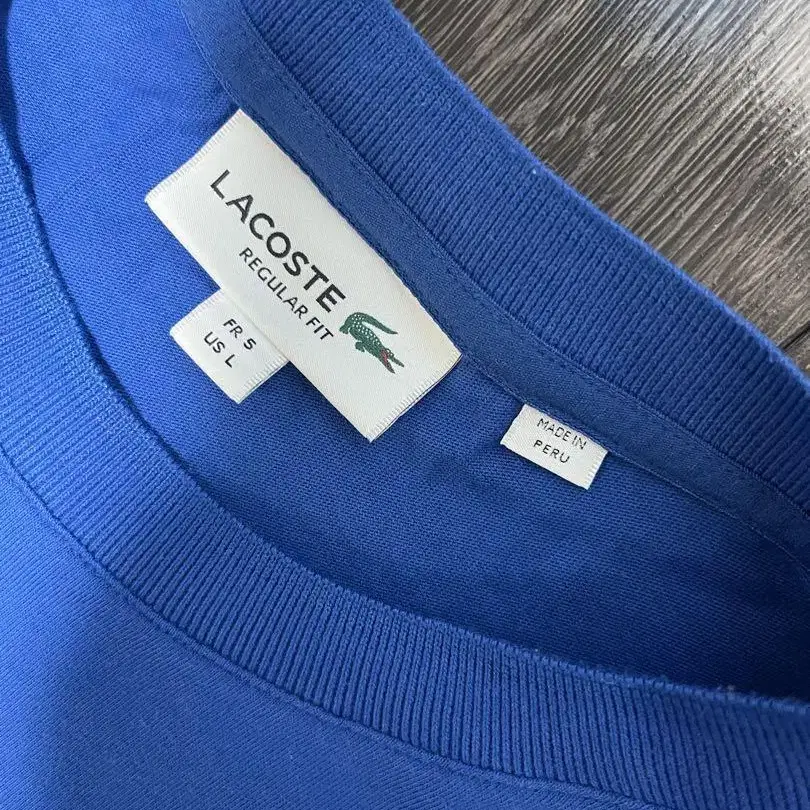 LACOSTE
REGULAR FIT
FR 5
US L
MADE IN
PERU